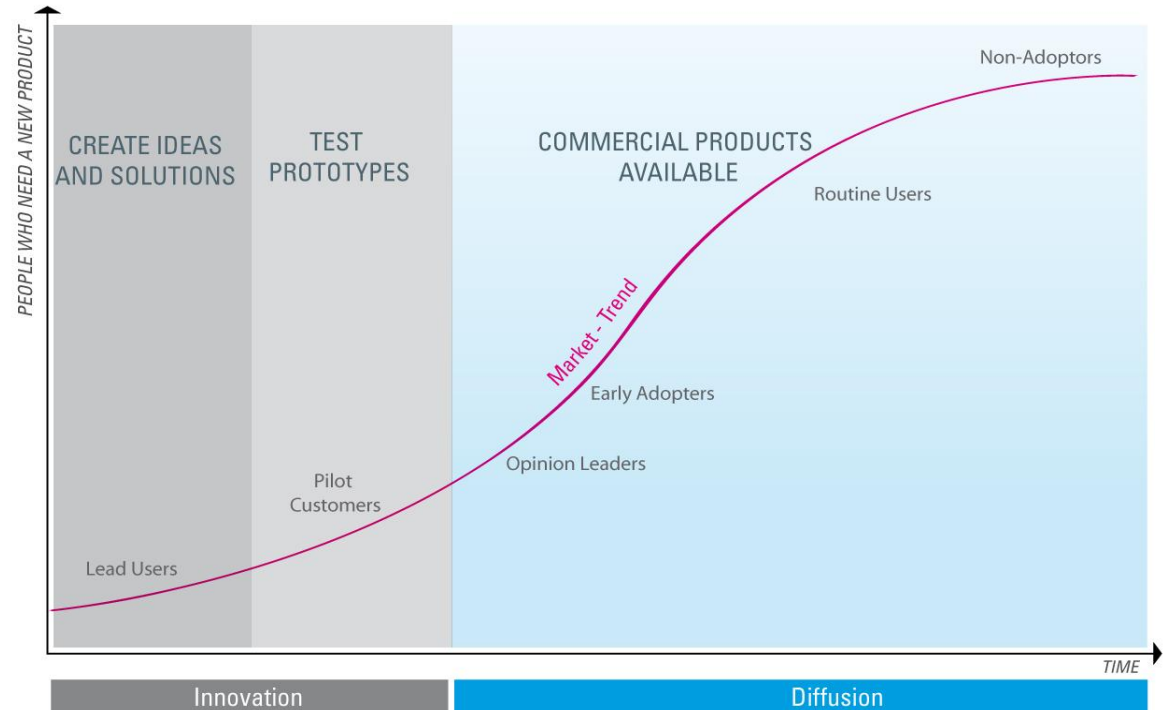 PEOPLE WHO NEED A NEW PRODUCT
CREATE IDEAS
AND SOLUTIONS
TEST
PROTOTYPES
COMMERCIAL PRODUCTS
AVAILABLE
Non-Adoptors
Routine Users
Market - Trend
Early Adopters
Opinion Leaders
Pilot
Customers
Lead Users
TIME
Innovation
Diffusion